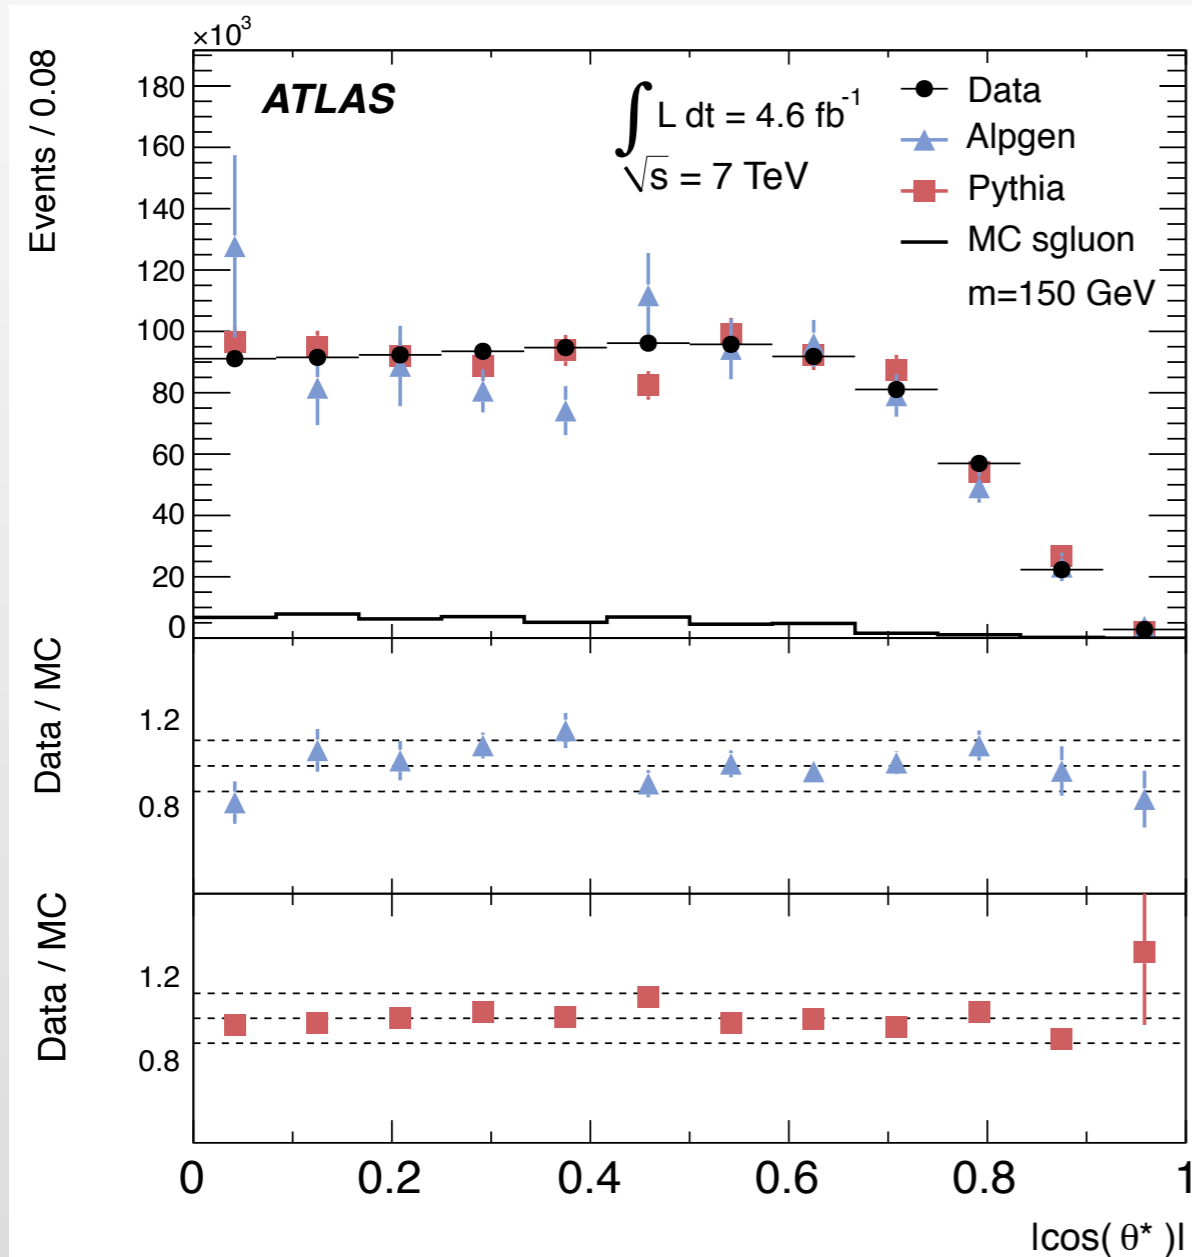 ×10³
Events / 0.08
180
160
140
120
100
80
60
40
20
0
ATLAS
∫ L dt = 4.6 fb⁻¹
√s = 7 TeV
Data
Alpgen
Pythia
MC sgluon
m=150 GeV
Data / MC
1.2
0.8
Data / MC
1.2
0.8
0 0.2 0.4 0.6 0.8 1
|cos( θ* )|